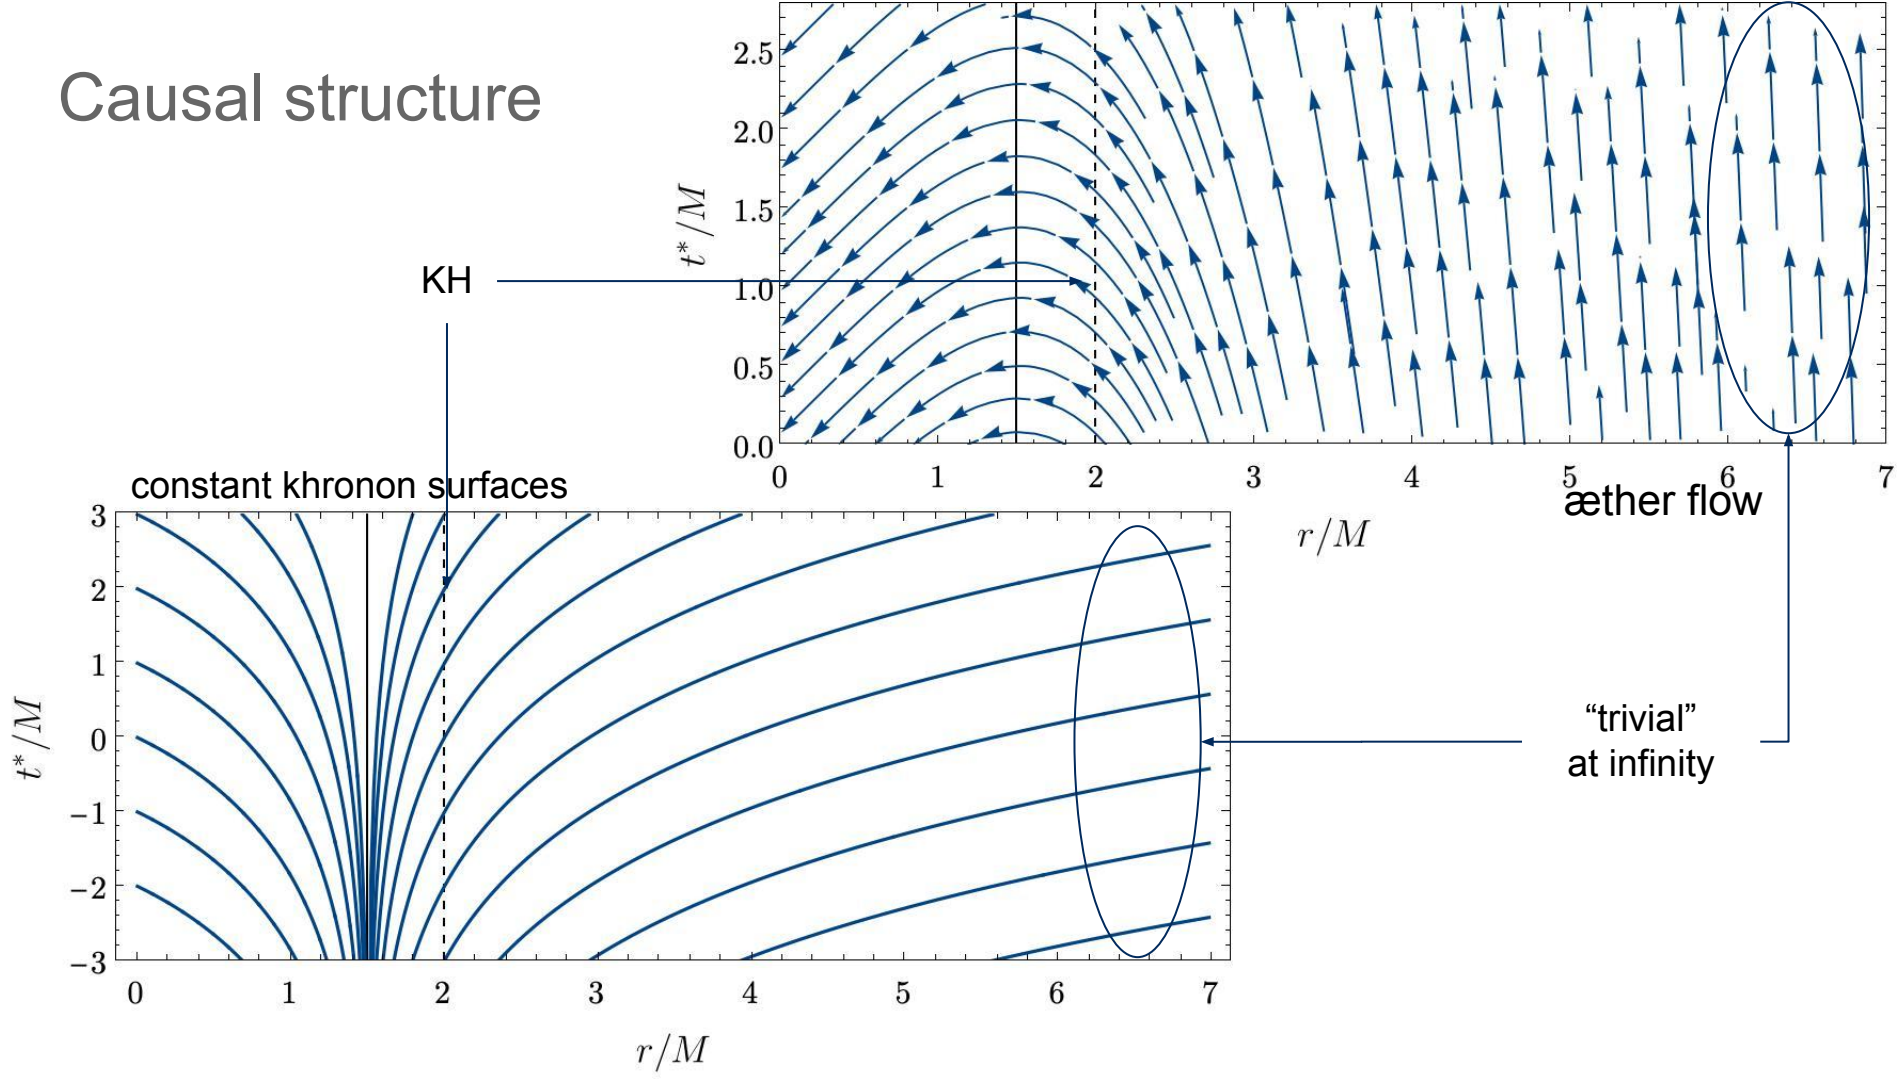 Causal structure
2.5
2.0
1.5
1.0
0.5
0.0
t*/M
0 1 2 3 4 5 6 7
r/M
KH
æther flow
constant khronon surfaces
3
2
1
0
−1
−2
−3
t*/M
0 1 2 3 4 5 6 7
r/M
“trivial”
at infinity